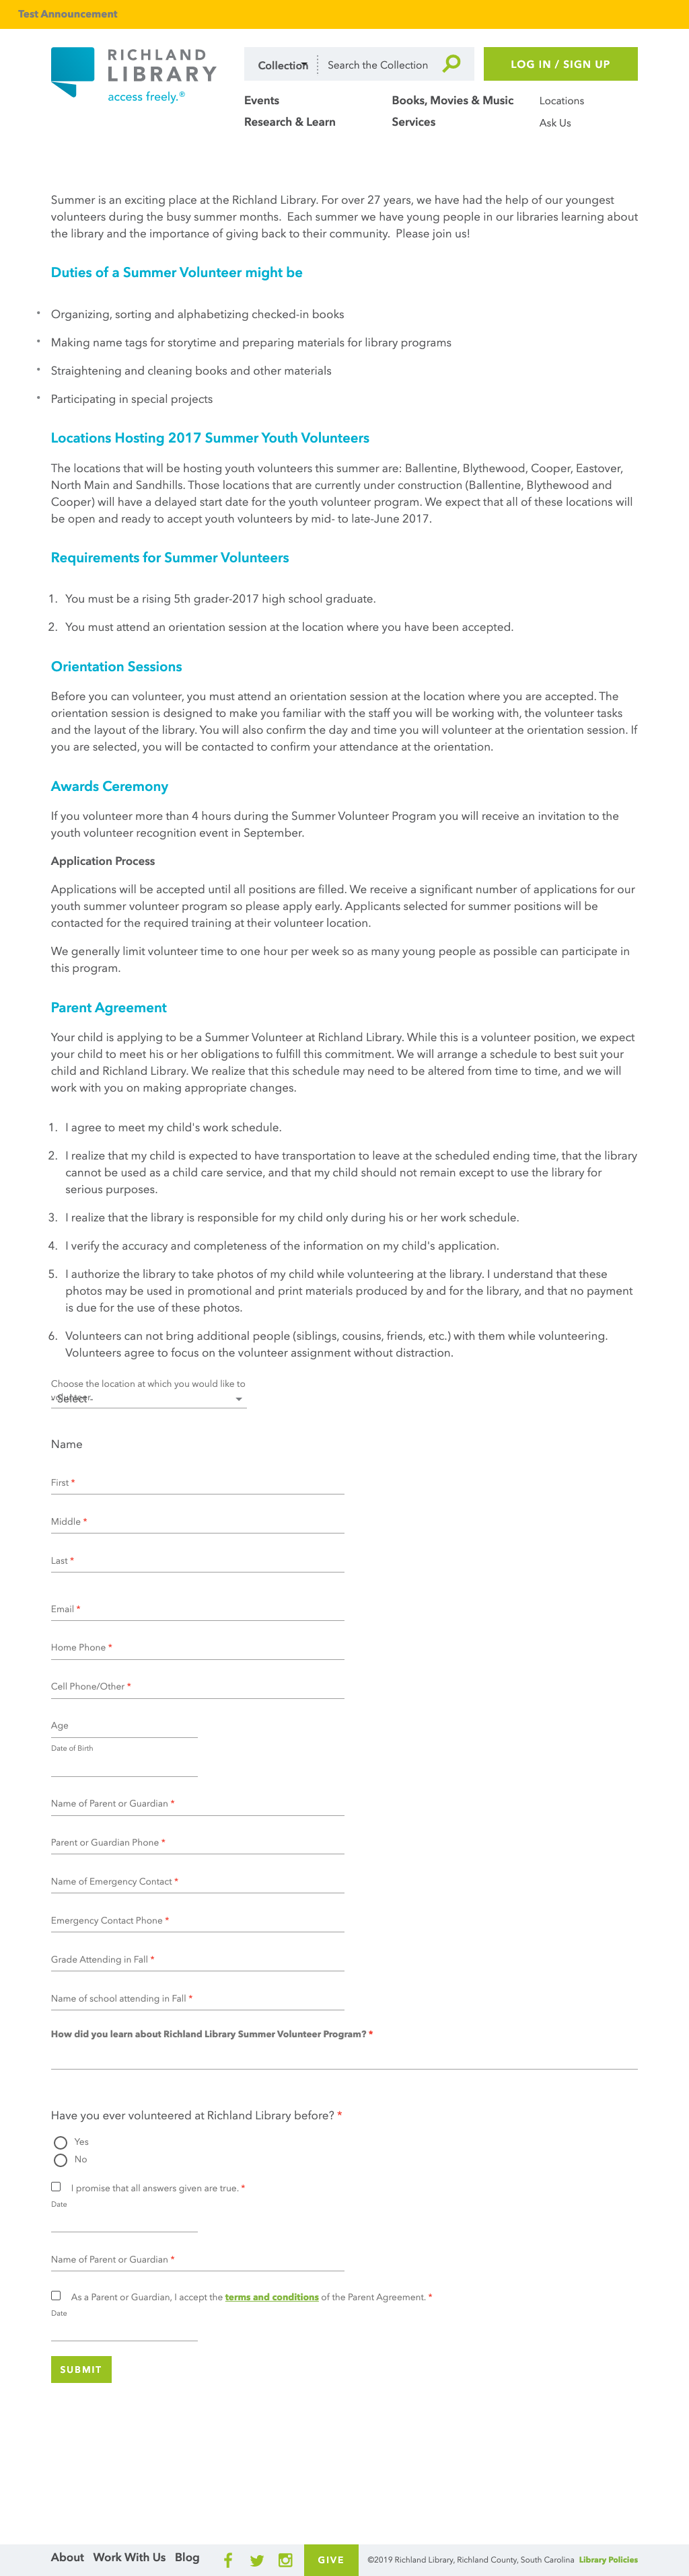 Test Announcement
RICHLAND
LIBRARY
access freely.®
Collection
Search the Collection
LOG IN / SIGN UP
Events
Books, Movies & Music
Locations
Research & Learn
Services
Ask Us
Summer is an exciting place at the Richland Library. For over 27 years, we have had the help of our youngest
volunteers during the busy summer months.  Each summer we have young people in our libraries learning about
the library and the importance of giving back to their community.  Please join us!
Duties of a Summer Volunteer might be
* Organizing, sorting and alphabetizing checked-in books
* Making name tags for storytime and preparing materials for library programs
* Straightening and cleaning books and other materials
* Participating in special projects
Locations Hosting 2017 Summer Youth Volunteers
The locations that will be hosting youth volunteers this summer are: Ballentine, Blythewood, Cooper, Eastover,
North Main and Sandhills. Those locations that are currently under construction (Ballentine, Blythewood and
Cooper) will have a delayed start date for the youth volunteer program. We expect that all of these locations will
be open and ready to accept youth volunteers by mid- to late-June 2017.
Requirements for Summer Volunteers
1. You must be a rising 5th grader-2017 high school graduate.
2. You must attend an orientation session at the location where you have been accepted.
Orientation Sessions
Before you can volunteer, you must attend an orientation session at the location where you are accepted. The
orientation session is designed to make you familiar with the staff you will be working with, the volunteer tasks
and the layout of the library. You will also confirm the day and time you will volunteer at the orientation session. If
you are selected, you will be contacted to confirm your attendance at the orientation.
Awards Ceremony
If you volunteer more than 4 hours during the Summer Volunteer Program you will receive an invitation to the
youth volunteer recognition event in September.
Application Process
Applications will be accepted until all positions are filled. We receive a significant number of applications for our
youth summer volunteer program so please apply early. Applicants selected for summer positions will be
contacted for the required training at their volunteer location.
We generally limit volunteer time to one hour per week so as many young people as possible can participate in
this program.
Parent Agreement
Your child is applying to be a Summer Volunteer at Richland Library. While this is a volunteer position, we expect
your child to meet his or her obligations to fulfill this commitment. We will arrange a schedule to best suit your
child and Richland Library. We realize that this schedule may need to be altered from time to time, and we will
work with you on making appropriate changes.
1. I agree to meet my child's work schedule.
2. I realize that my child is expected to have transportation to leave at the scheduled ending time, that the library
cannot be used as a child care service, and that my child should not remain except to use the library for
serious purposes.
3. I realize that the library is responsible for my child only during his or her work schedule.
4. I verify the accuracy and completeness of the information on my child's application.
5. I authorize the library to take photos of my child while volunteering at the library. I understand that these
photos may be used in promotional and print materials produced by and for the library, and that no payment
is due for the use of these photos.
6. Volunteers can not bring additional people (siblings, cousins, friends, etc.) with them while volunteering.
Volunteers agree to focus on the volunteer assignment without distraction.
Choose the location at which you would like to
volunteer.
- Select -
Name
First *
Middle *
Last *
Email *
Home Phone *
Cell Phone/Other *
Age
Date of Birth
Name of Parent or Guardian *
Parent or Guardian Phone *
Name of Emergency Contact *
Emergency Contact Phone *
Grade Attending in Fall *
Name of school attending in Fall *
How did you learn about Richland Library Summer Volunteer Program? *
Have you ever volunteered at Richland Library before? *
Yes
No
I promise that all answers given are true. *
Date
Name of Parent or Guardian *
As a Parent or Guardian, I accept the terms and conditions of the Parent Agreement. *
Date
SUBMIT
About
Work With Us
Blog
GIVE
©2019 Richland Library, Richland County, South Carolina
Library Policies